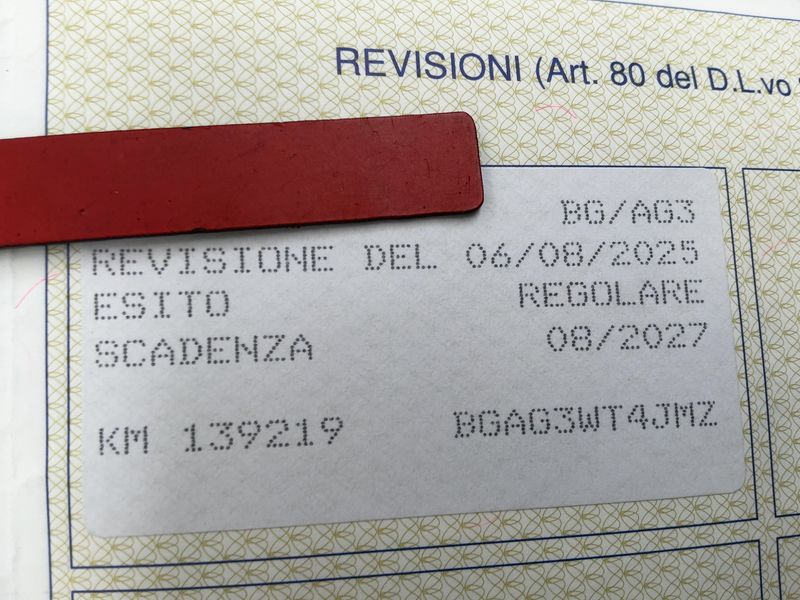 REVISIONI (Art. 80 del D.L.vo
BG/AG3
REVISIONE DEL 06/08/2025
ESITO REGOLARE
SCADENZA 08/2027
KM 139219 BGAG3WT4JMZ